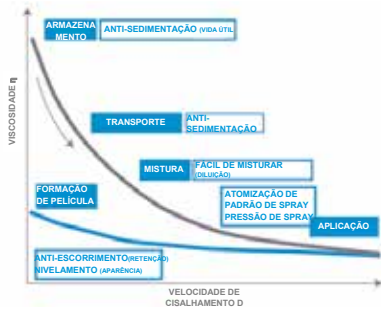 ARMAZENA
MENTO
ANTI-SEDIMENTAÇÃO (VIDA ÚTIL
VISCOSIDADE η
TRANSPORTE
ANTI-
SEDIMENTAÇÃO
MISTURA
FÁCIL DE MISTURAR
(DILUIÇÃO)
FORMAÇÃO
DE PELÍCULA
ATOMIZAÇÃO DE
PADRÃO DE SPRAY
PRESSÃO DE SPRAY
APLICAÇÃO
ANTI-ESCORRIMENTO(RETENÇÃO)
NIVELAMENTO (APARÊNCIA)
VELOCIDADE DE
CISALHAMENTO D